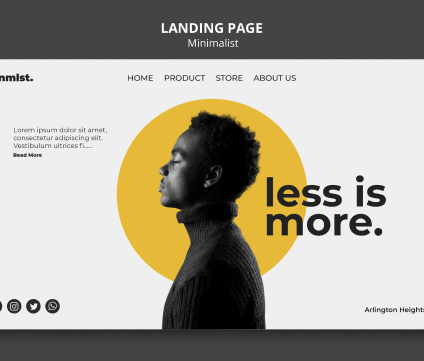 LANDING PAGE
Minimalist
nmist.
HOME PRODUCT STORE ABOUT US
Lorem ipsum dolor sit amet,
consectetur adipiscing elit.
Vestibulum ultrices fi.....
Read More
less is
more.
Arlington Heights